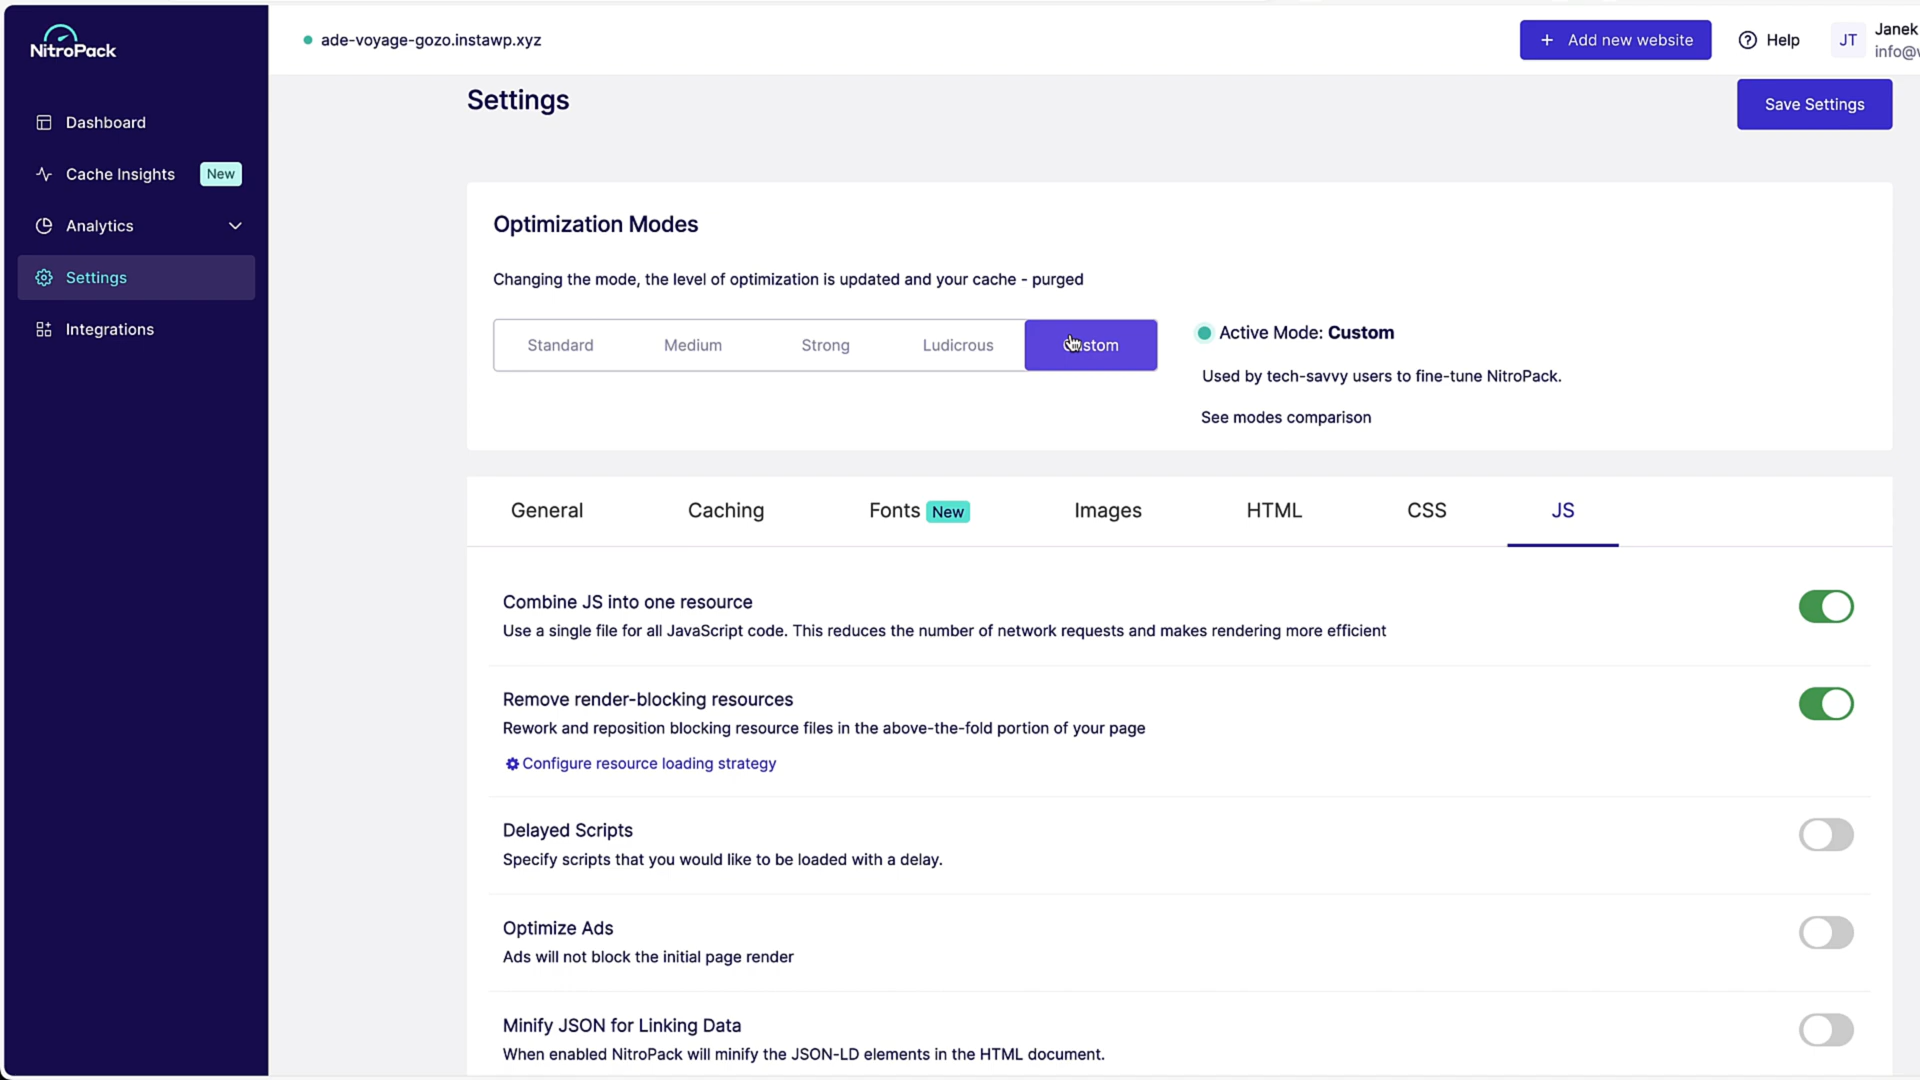 NitroPack
Dashboard
Cache Insights New
Analytics
Settings
Integrations
ade-voyage-gozo.instawp.xyz
+ Add new website
Help
JT
Janek
info@
Settings
Save Settings
Optimization Modes
Changing the mode, the level of optimization is updated and your cache - purged
Standard Medium Strong Ludicrous
Active Mode: Custom
Used by tech-savvy users to fine-tune NitroPack.
See modes comparison
General Caching Fonts New Images HTML CSS JS
Combine JS into one resource
Use a single file for all JavaScript code. This reduces the number of network requests and makes rendering more efficient
Remove render-blocking resources
Rework and reposition blocking resource files in the above-the-fold portion of your page
Configure resource loading strategy
Delayed Scripts
Specify scripts that you would like to be loaded with a delay.
Optimize Ads
Ads will not block the initial page render
Minify JSON for Linking Data
When enabled NitroPack will minify the JSON-LD elements in the HTML document.